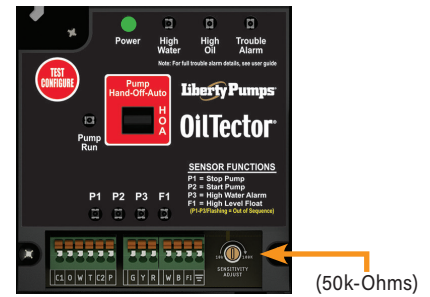 Power
High Water
High Oil
Trouble Alarm
Note: For full trouble alarm details, see user guide
TEST
CONFIGURE
Pump
Hand-Off-Auto
H
O
A
Liberty Pumps®
OilTector®
Pump
Run
SENSOR FUNCTIONS
P1 = Stop Pump
P2 = Start Pump
P3 = High Water Alarm
F1 = High Level Float
(P1-P3/Flashing = Out of Sequence)
P1 P2 P3 F1
C1 O W T C2 P G Y R W B F1
10K 100K
SENSITIVITY
ADJUST
(50k-Ohms)